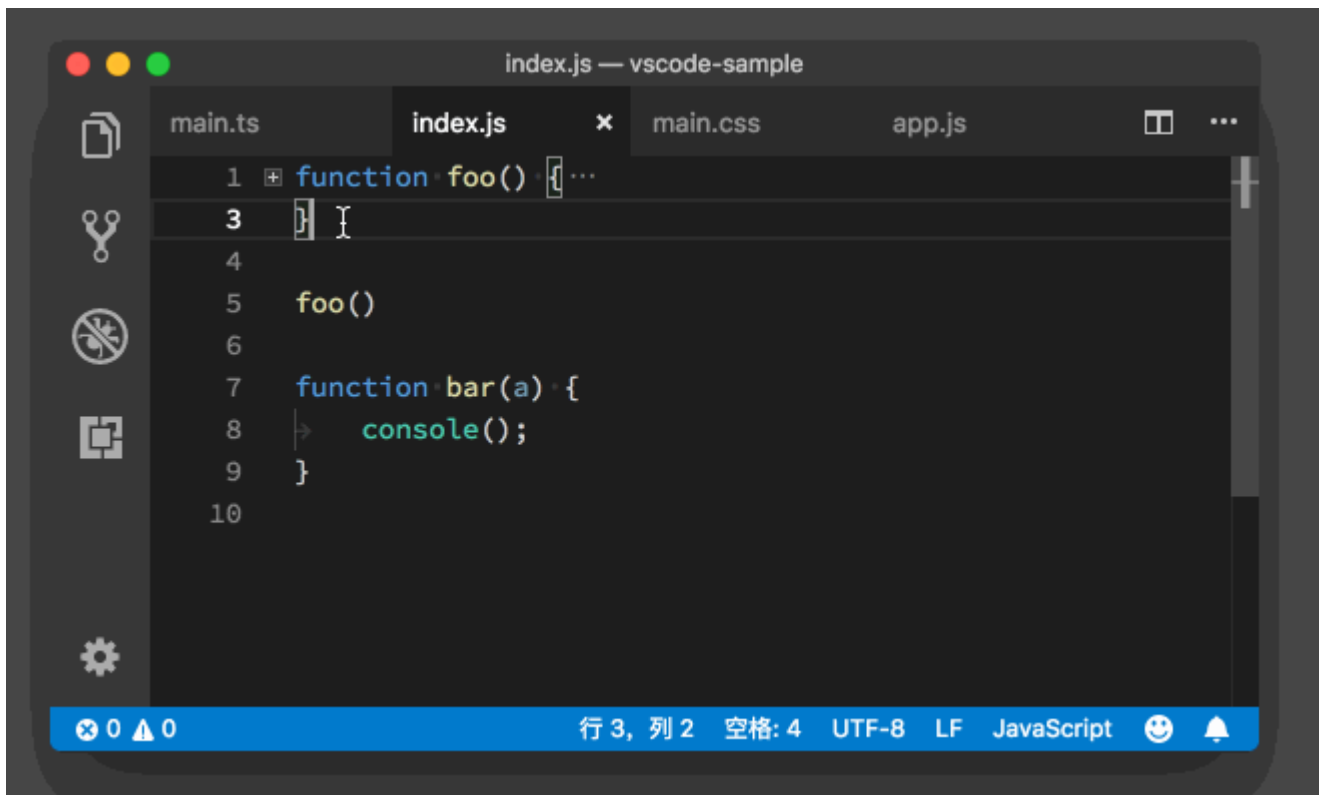 index.js — vscode-sample
main.ts index.js × main.css app.js ···
1 function foo() {···
3 }
4
5 foo()
6
7 function bar(a) {
8 console();
9 }
10
0 0 行 3，列 2 空格: 4 UTF-8 LF JavaScript